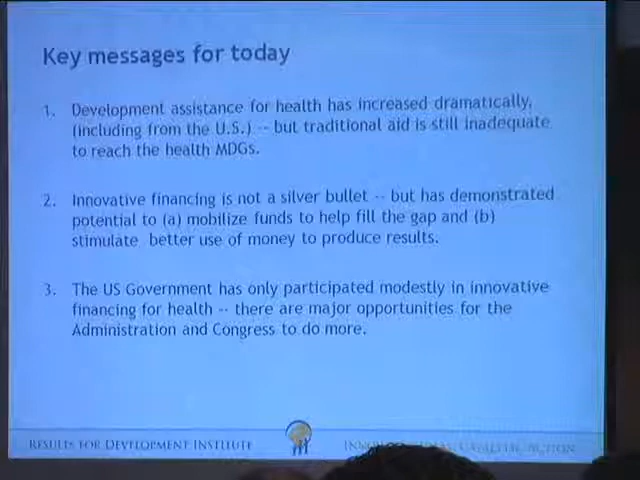 Key messages for today
1. Development assistance for health has increased dramatically,
(including from the U.S.) -- but traditional aid is still inadequate
to reach the health MDGs.
2. Innovative financing is not a silver bullet -- but has demonstrated
potential to (a) mobilize funds to help fill the gap and (b)
stimulate better use of money to produce results.
3. The US Government has only participated modestly in innovative
financing for health -- there are major opportunities for the
Administration and Congress to do more.
RESULTS FOR DEVELOPMENT INSTITUTE
ACTION